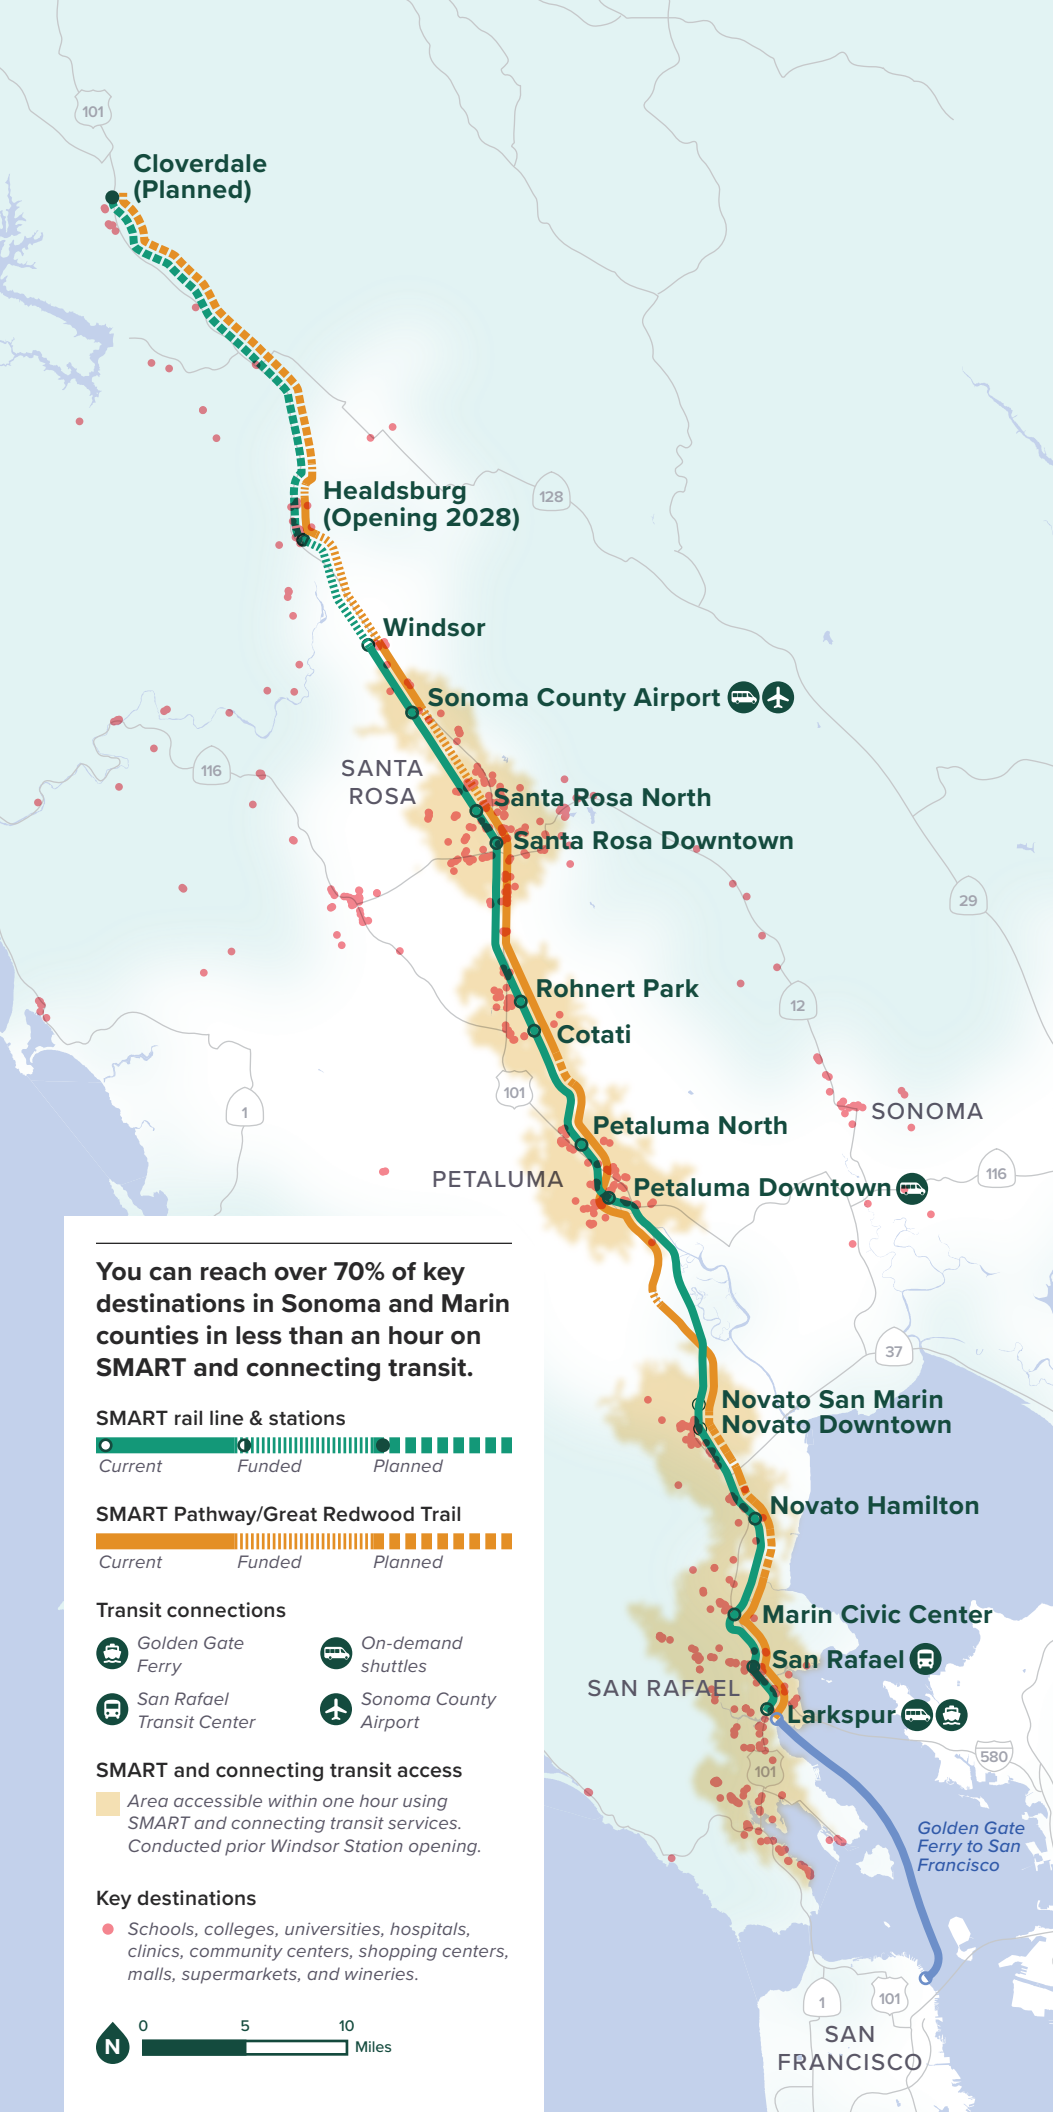 101
Cloverdale
(Planned)
Healdsburg
(Opening 2028)
128
Windsor
Sonoma County Airport
SANTA
ROSA
116
Santa Rosa North
Santa Rosa Downtown
29
Rohnert Park
12
Cotati
101
1
SONOMA
Petaluma North
PETALUMA
116
Petaluma Downtown
You can reach over 70% of key
destinations in Sonoma and Marin
counties in less than an hour on
SMART and connecting transit.
37
SMART rail line & stations
Current
Funded
Planned
SMART Pathway/Great Redwood Trail
Current
Funded
Planned
Transit connections
Golden Gate
Ferry
On-demand
shuttles
San Rafael
Transit Center
Sonoma County
Airport
SMART and connecting transit access
Area accessible within one hour using
SMART and connecting transit services.
Conducted prior Windsor Station opening.
Key destinations
Schools, colleges, universities, hospitals,
clinics, community centers, shopping centers,
malls, supermarkets, and wineries.
0
5
10
Miles
N
Novato San Marin
Novato Downtown
Novato Hamilton
Marin Civic Center
San Rafael
SAN RAFAEL
Larkspur
580
101
Golden Gate
Ferry to San
Francisco
1
101
SAN
FRANCISCO